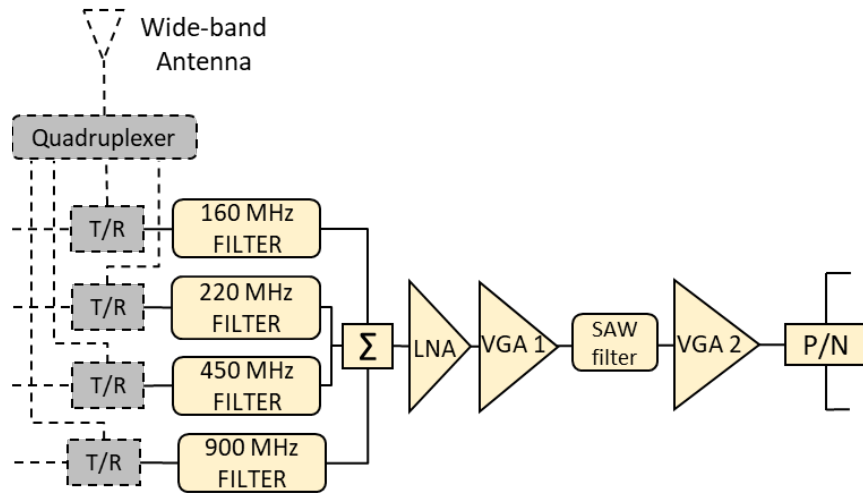 Wide-band
Antenna
Quadruplexer
T/R
160 MHz
FILTER
T/R
220 MHz
FILTER
T/R
450 MHz
FILTER
T/R
900 MHz
FILTER
Σ
LNA
VGA 1
SAW
filter
VGA 2
P/N